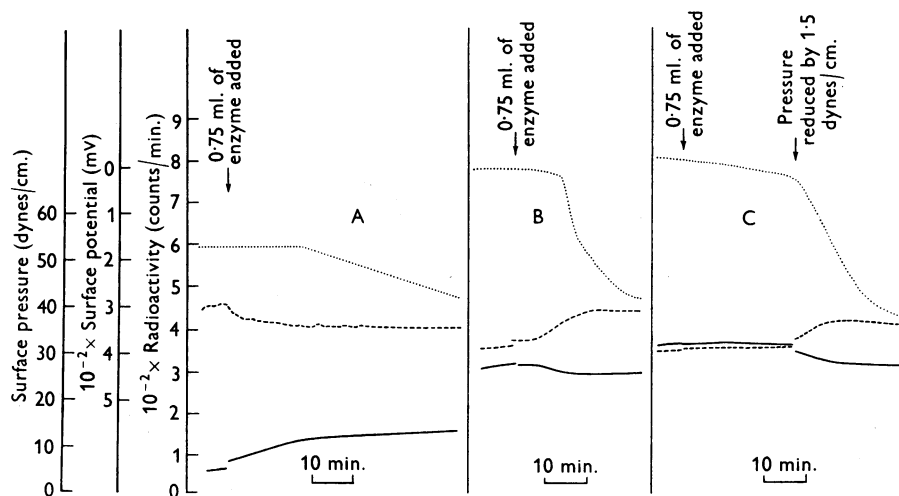 Surface pressure (dynes/cm.)
60
50
40
30
20
10
0
10⁻² × Surface potential (mV)
0
1
2
3
4
5
10⁻² × Radioactivity (counts/min.)
9
8
7
6
5
4
3
2
1
0
0·75 ml. of
enzyme added
A
10 min.
0·75 ml. of
enzyme added
B
10 min.
0·75 ml. of
enzyme added
Pressure
reduced by 1·5
dynes/cm.
C
10 min.